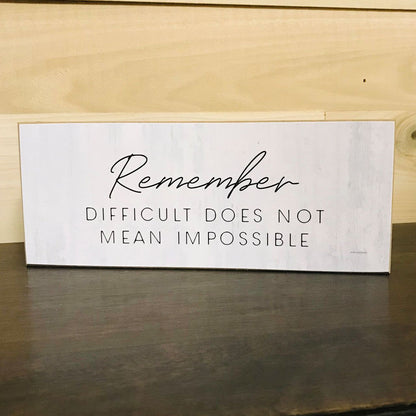 Remember
DIFFICULT DOES NOT
MEAN IMPOSSIBLE